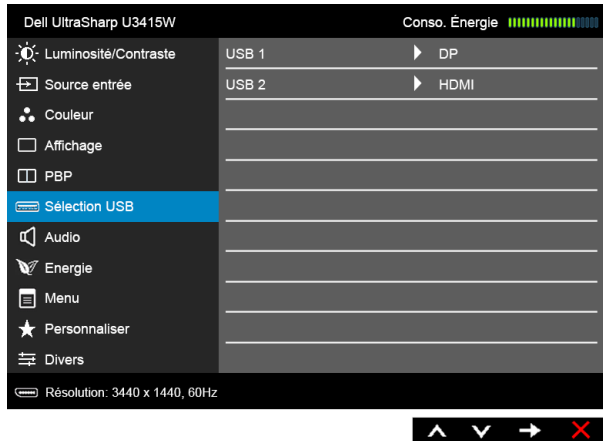 Dell UltraSharp U3415W Conso. Énergie
Luminosité/Contraste USB 1 DP
Source entrée USB 2 HDMI
Couleur
Affichage
PBP
Sélection USB
Audio
Energie
Menu
Personnaliser
Divers
Résolution: 3440 x 1440, 60Hz